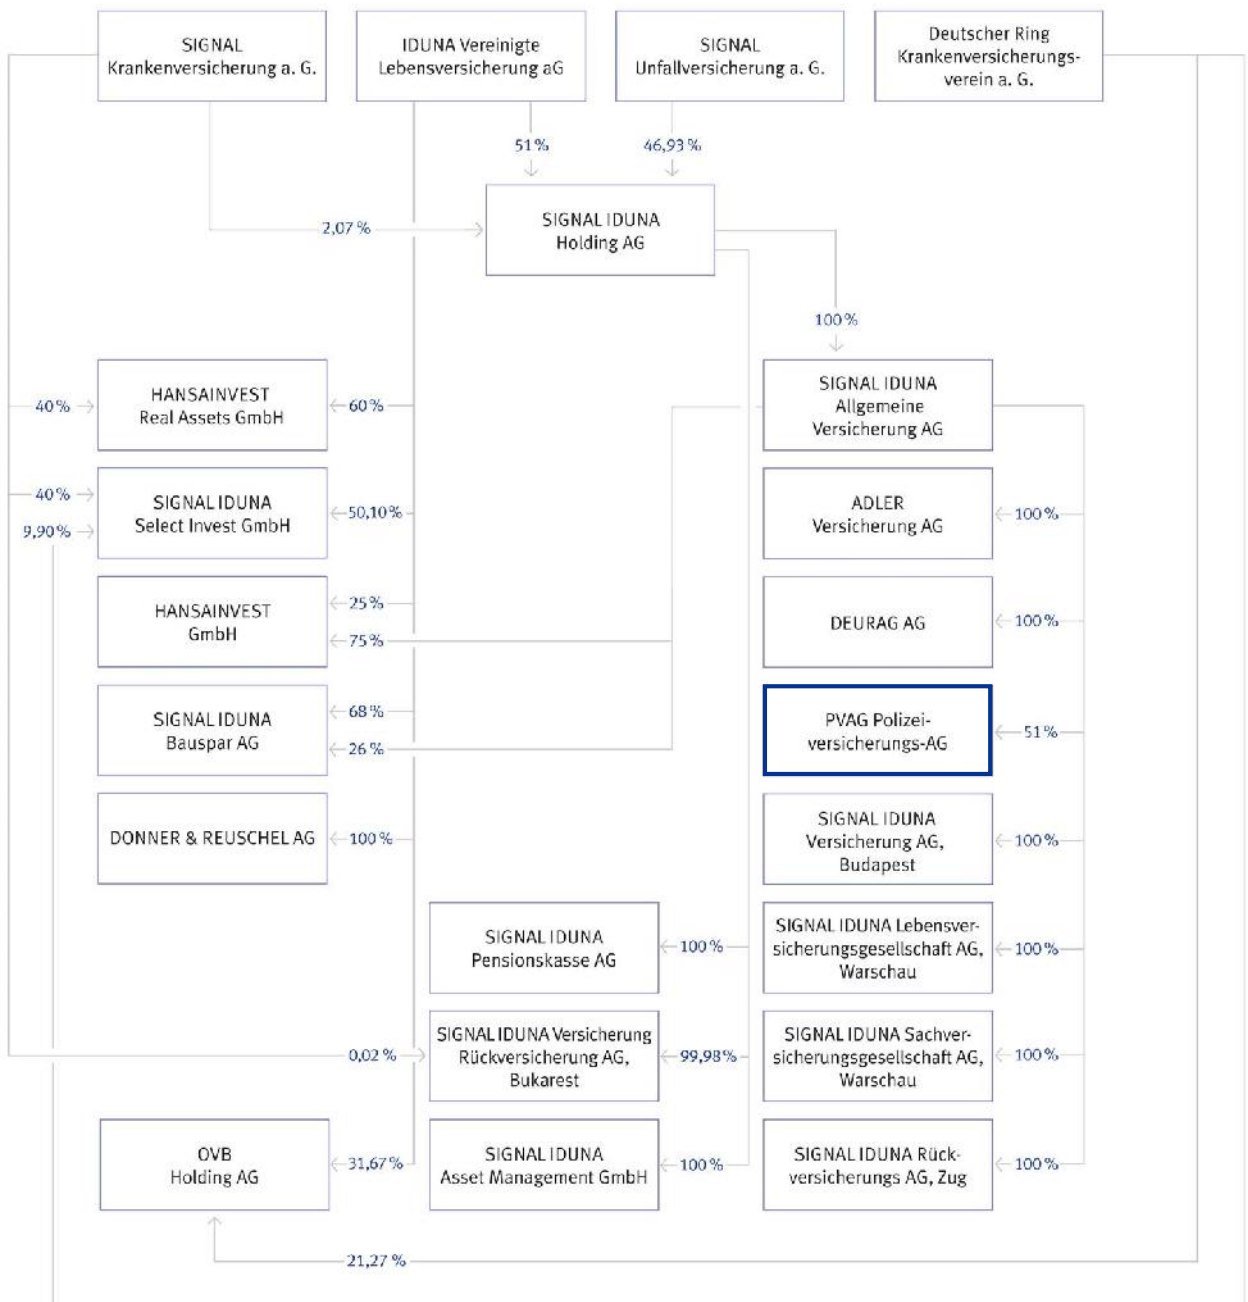 SIGNAL
Krankenversicherung a. G.
IDUNA Vereinigte
Lebensversicherung aG
SIGNAL
Unfallversicherung a. G.
Deutscher Ring
Krankenversicherungs-
verein a. G.
51%
46,93%
2,07%
SIGNAL IDUNA
Holding AG
100%
40%
HANSAINVEST
Real Assets GmbH
60%
SIGNAL IDUNA
Allgemeine
Versicherung AG
40%
9,90%
SIGNAL IDUNA
Select Invest GmbH
50,10%
ADLER
Versicherung AG
100%
HANSAINVEST
GmbH
25%
75%
DEURAG AG
100%
SIGNAL IDUNA
Bauspar AG
68%
26%
PVAG Polizei-
versicherungs-AG
51%
DONNER & REUSCHEL AG
100%
SIGNAL IDUNA
Versicherung AG,
Budapest
100%
SIGNAL IDUNA
Pensionskasse AG
100%
SIGNAL IDUNA Lebensver-
sicherungsgesellschaft AG,
Warschau
100%
0,02%
SIGNAL IDUNA Versicherung
Rückversicherung AG,
Bukarest
99,98%
SIGNAL IDUNA Sachver-
sicherungsgesellschaft AG,
Warschau
100%
OVB
Holding AG
31,67%
SIGNAL IDUNA
Asset Management GmbH
100%
SIGNAL IDUNA Rück-
versicherungs AG, Zug
100%
21,27%